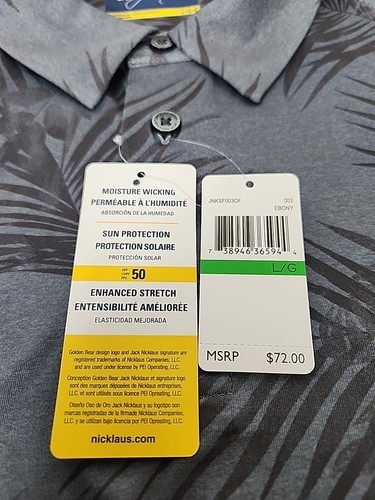 MOISTURE WICKING
PERMÉABLE À L'HUMIDITÉ
ABSORCIÓN DE LA HUMEDAD
SUN PROTECTION
PROTECTION SOLAIRE
PROTECCIÓN SOLAR
50
ENHANCED STRETCH
ENTENSIBILITÉ AMÉLIORÉE
ELASTICIDAD MEJORADA
Golden Bear design logo and Jack Nicklaus signature are
registered trademarks of Nicklaus Companies, LLC.
and are used under license by PEI Operating, LLC.
Conception Golden Bear Jack Nicklaus et signature logo
sont des marques déposées de Nicklaus entreprises,
LLC. et sont utilisés sous licence PEI Opreating, LLC.
Diseño Oso de Oro Jack Nicklaus y su logotipo son
marcas registradas de la firmade Nicklaus Companies,
LLC. y se utilizan bajo licencia por PEI Opreating, LLC.
nicklaus.com
JNKSF003OF 003
EBONY
7 38946 36594 4
L/G
MSRP $72.00